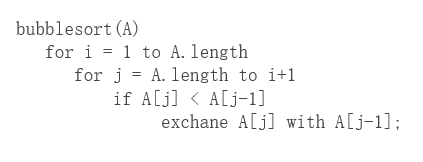 bubblesort(A)
for i = 1 to A.length
for j = A.length to i+1
if A[j] < A[j-1]
exchane A[j] with A[j-1];